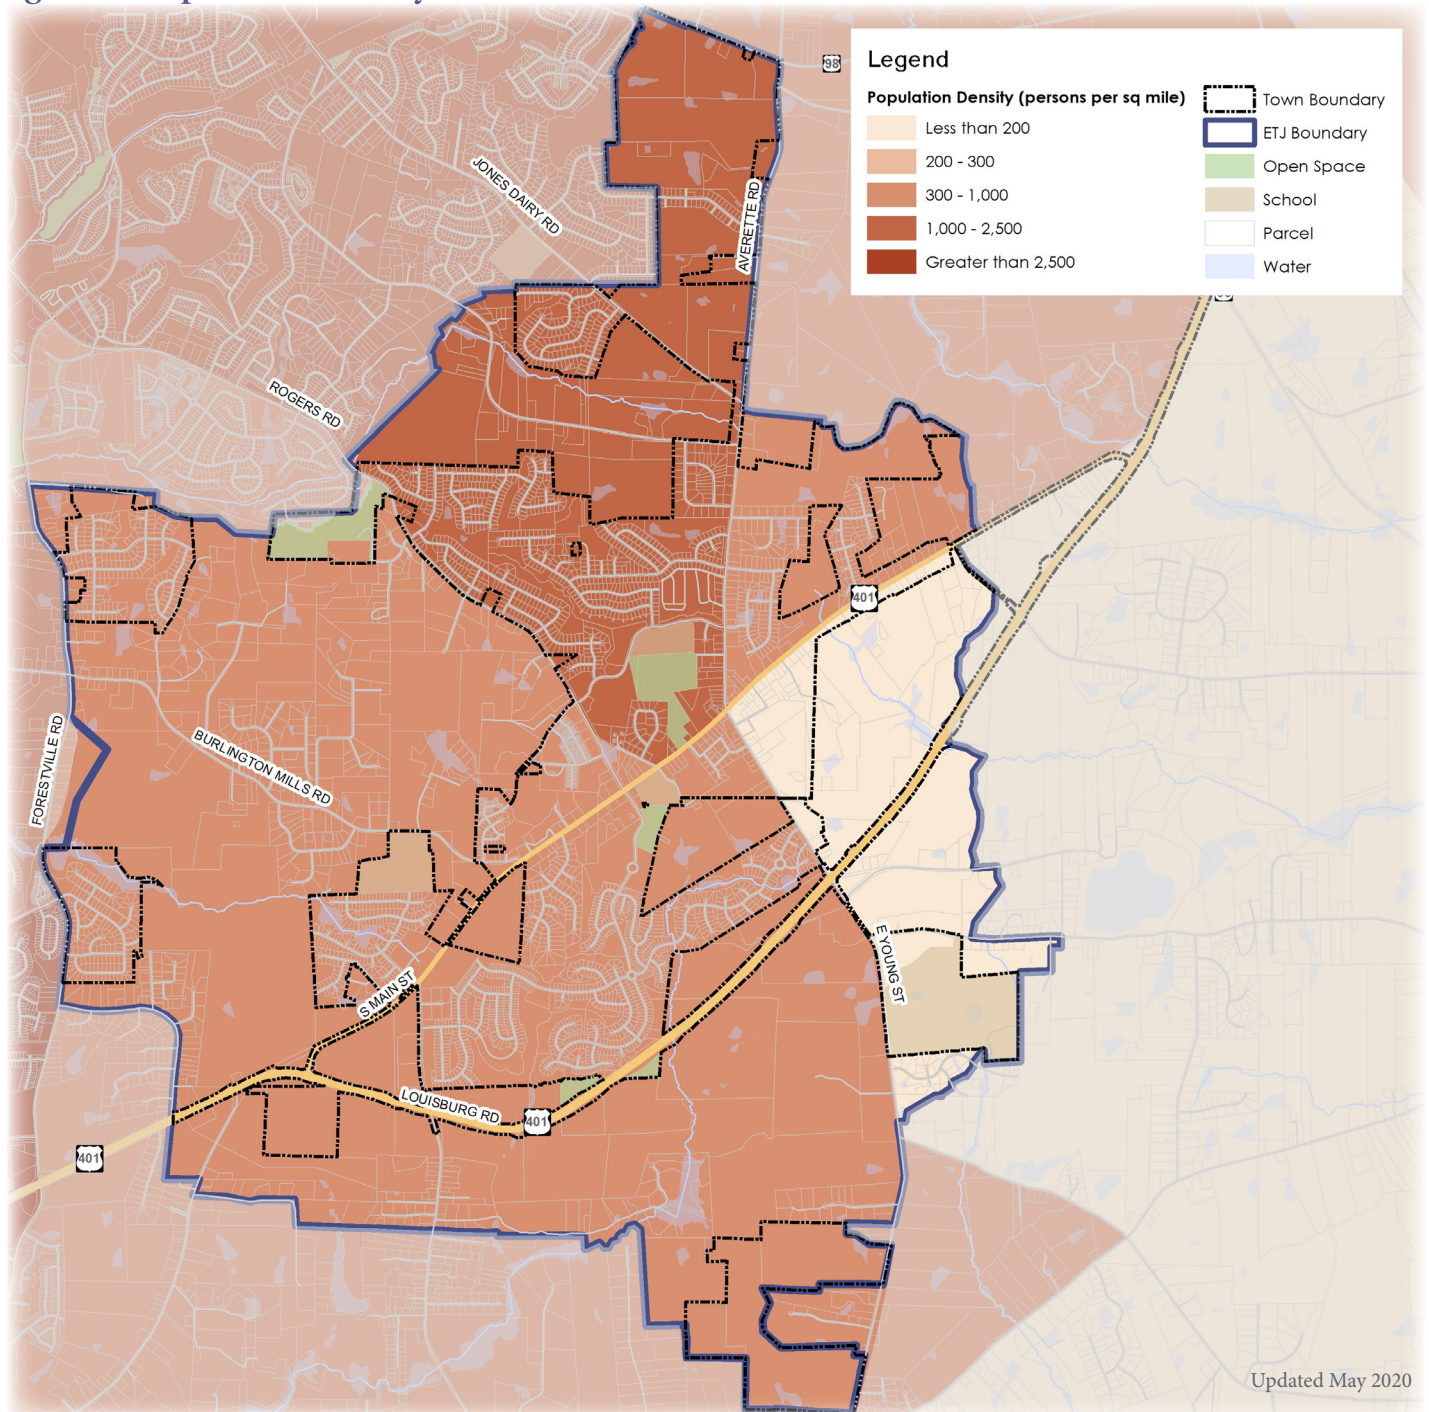 98
Legend
Population Density (persons per sq mile)
Less than 200
200 - 300
300 - 1,000
1,000 - 2,500
Greater than 2,500
Town Boundary
ETJ Boundary
Open Space
School
Parcel
Water
JONES DAIRY RD
AVERETTE RD
ROGERS RD
401
FORESTVILLE RD
BURLINGTON MILLS RD
E YOUNG ST
S MAIN ST
LOUISBURG RD
401
401
Updated May 2020